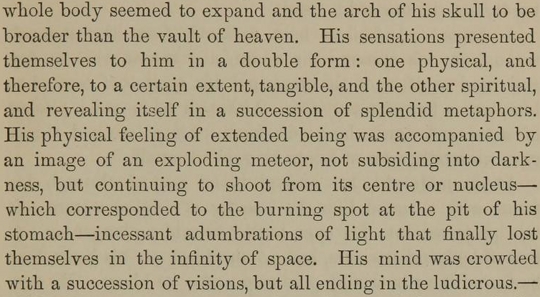 whole body seemed to expand and the arch of his skull to be
broader than the vault of heaven. His sensations presented
themselves to him in a double form: one physical, and
therefore, to a certain extent, tangible, and the other spiritual,
and revealing itself in a succession of splendid metaphors.
His physical feeling of extended being was accompanied by
an image of an exploding meteor, not subsiding into dark-
ness, but continuing to shoot from its centre or nucleus—
which corresponded to the burning spot at the pit of his
stomach—incessant adumbrations of light that finally lost
themselves in the infinity of space. His mind was crowded
with a succession of visions, but all ending in the ludicrous.—